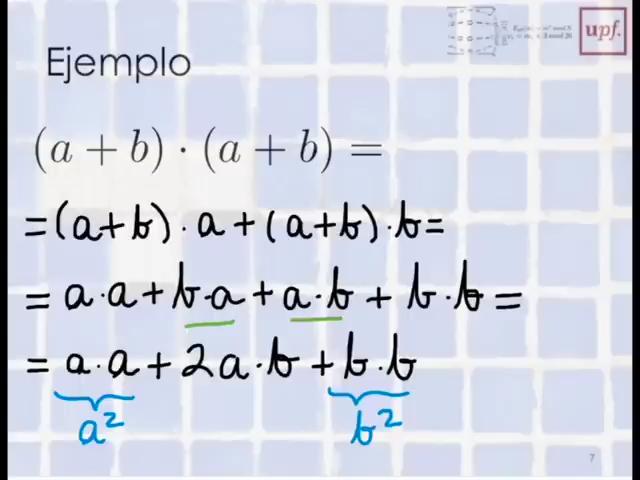 upf.
Ejemplo
(a + b) · (a + b) =
=(a+b)·a+(a+b)·b=
= a·a+b·a+a·b+b·b=
= a·a+2a·b+b·b
a² b²
7